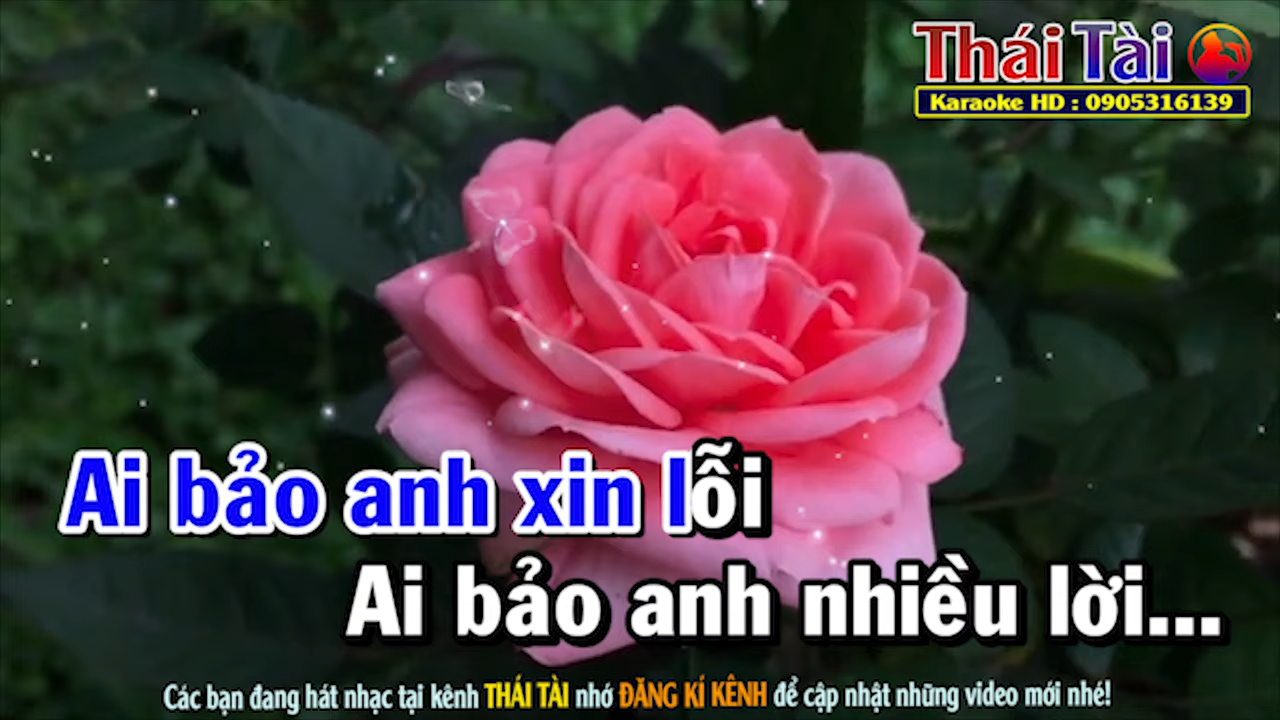 Thái Tài
Karaoke HD : 0905316139
Ai bảo anh xin lỗi
Ai bảo anh nhiều lời...
Các bạn đang hát nhạc tại kênh THÁI TÀI nhớ ĐĂNG KÍ KÊNH để cập nhật những video mới nhé!